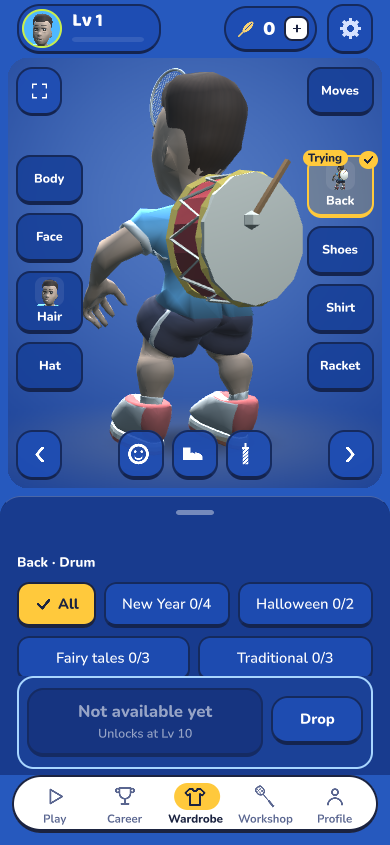 Lv 1
0
+
Moves
Body
Trying
Back
Face
Shoes
Hair
Shirt
Hat
Racket
Back · Drum
All
New Year 0/4
Halloween 0/2
Fairy tales 0/3
Traditional 0/3
Not available yet
Unlocks at Lv 10
Drop
Play
Career
Wardrobe
Workshop
Profile